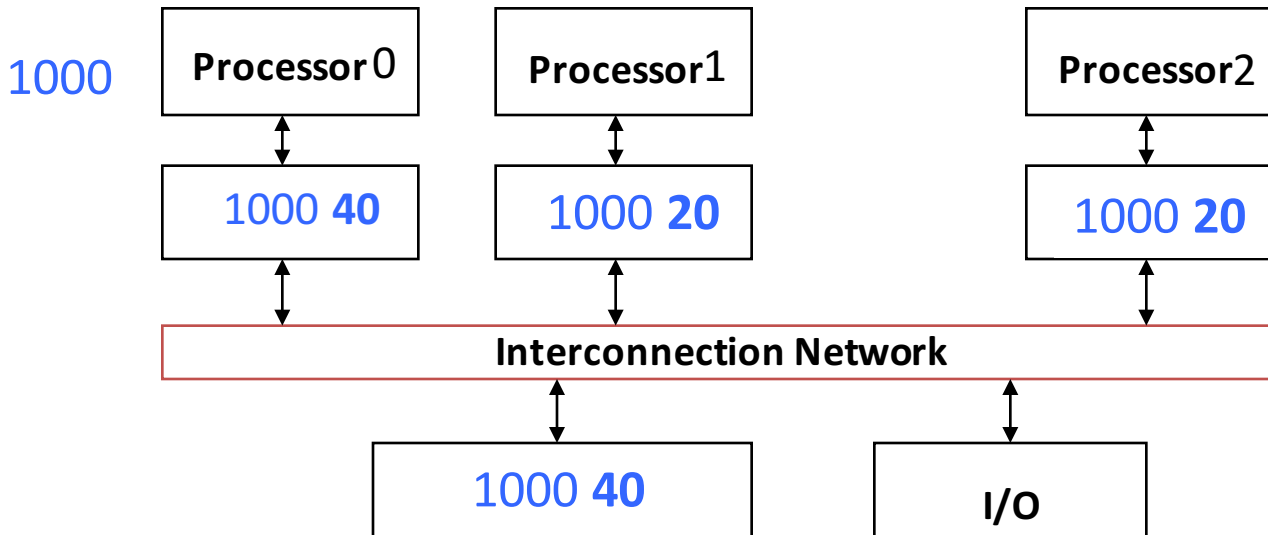 1000
Processor0
Processor1
Processor2
1000 40
1000 20
1000 20
Interconnection Network
1000 40
I/O